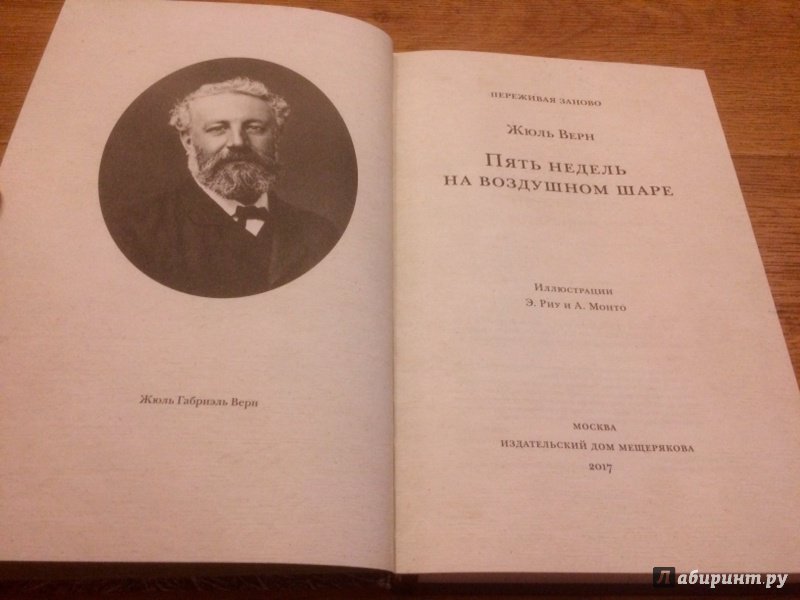 Жюль Габриэль Верн
ПЕРЕЖИВАЯ ЗАНОВО
Жюль Верн
Пять недель
на воздушном шаре
Иллюстрации
Э. Риу и А. Монто
МОСКВА
ИЗДАТЕЛЬСКИЙ ДОМ МЕЩЕРЯКОВА
2017
Лабиринт.ру